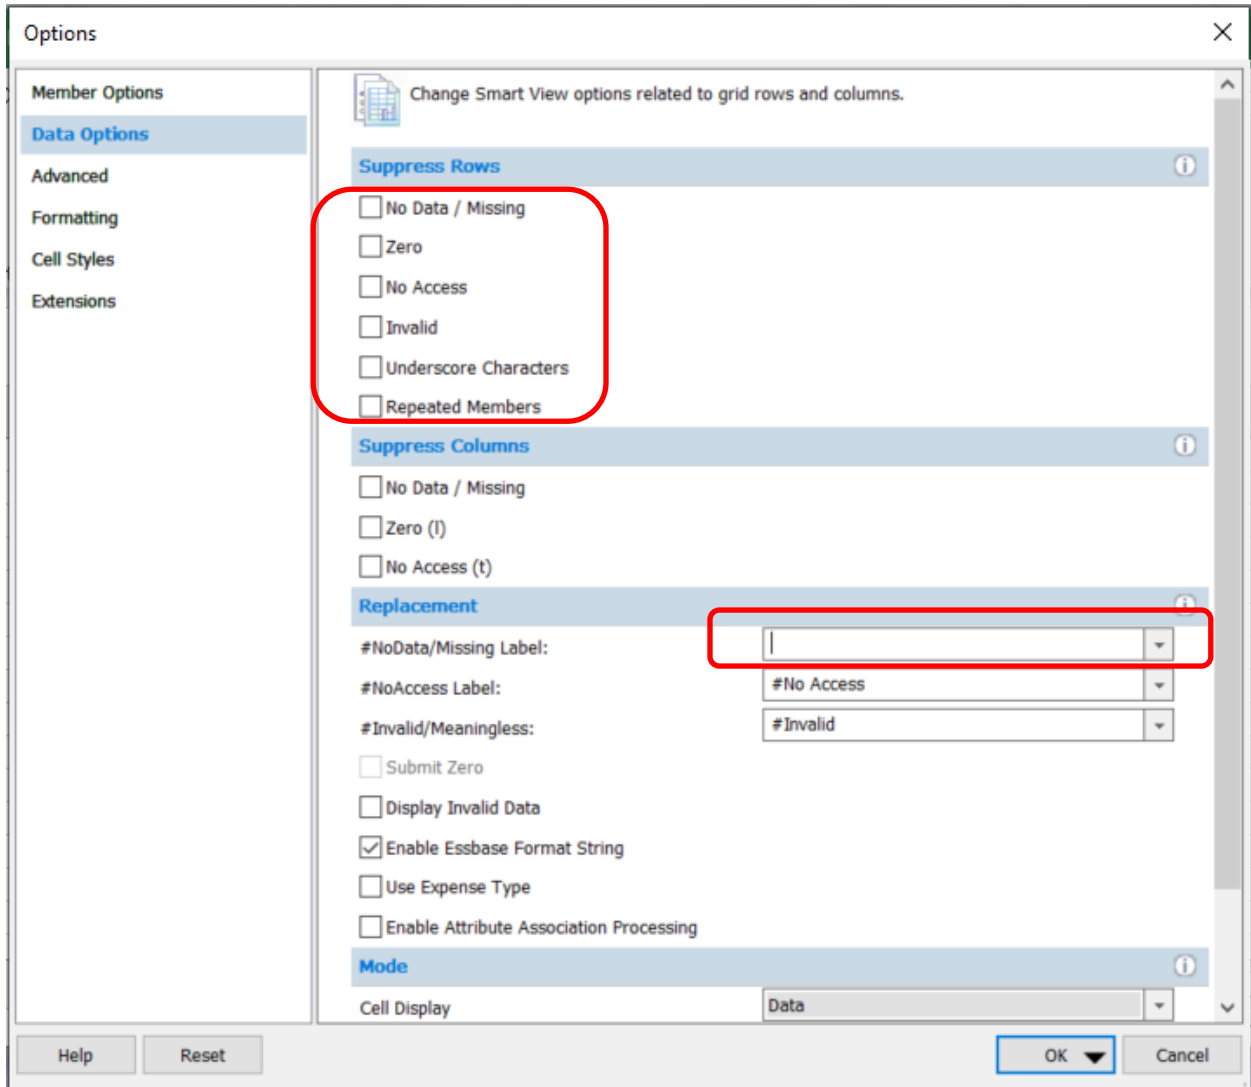 Options
Member Options
Data Options
Advanced
Formatting
Cell Styles
Extensions
Change Smart View options related to grid rows and columns.
Suppress Rows
No Data / Missing
Zero
No Access
Invalid
Underscore Characters
Repeated Members
Suppress Columns
No Data / Missing
Zero (l)
No Access (t)
Replacement
#NoData/Missing Label:
#NoAccess Label: #No Access
#Invalid/Meaningless: #Invalid
Submit Zero
Display Invalid Data
Enable Essbase Format String
Use Expense Type
Enable Attribute Association Processing
Mode
Cell Display Data
Help Reset OK Cancel